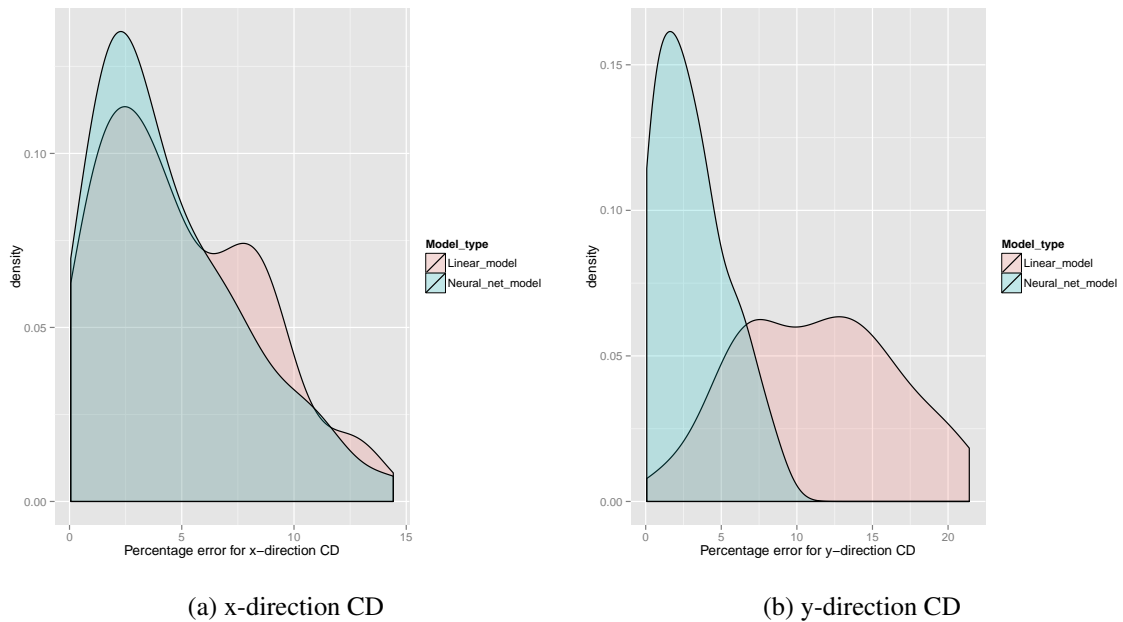 0.10
0.05
0.00
density
0
5
10
15
Percentage error for x−direction CD
Model_type
Linear_model
Neural_net_model
(a) x-direction CD
0.15
0.10
0.05
0.00
density
0
5
10
15
20
Percentage error for y−direction CD
Model_type
Linear_model
Neural_net_model
(b) y-direction CD